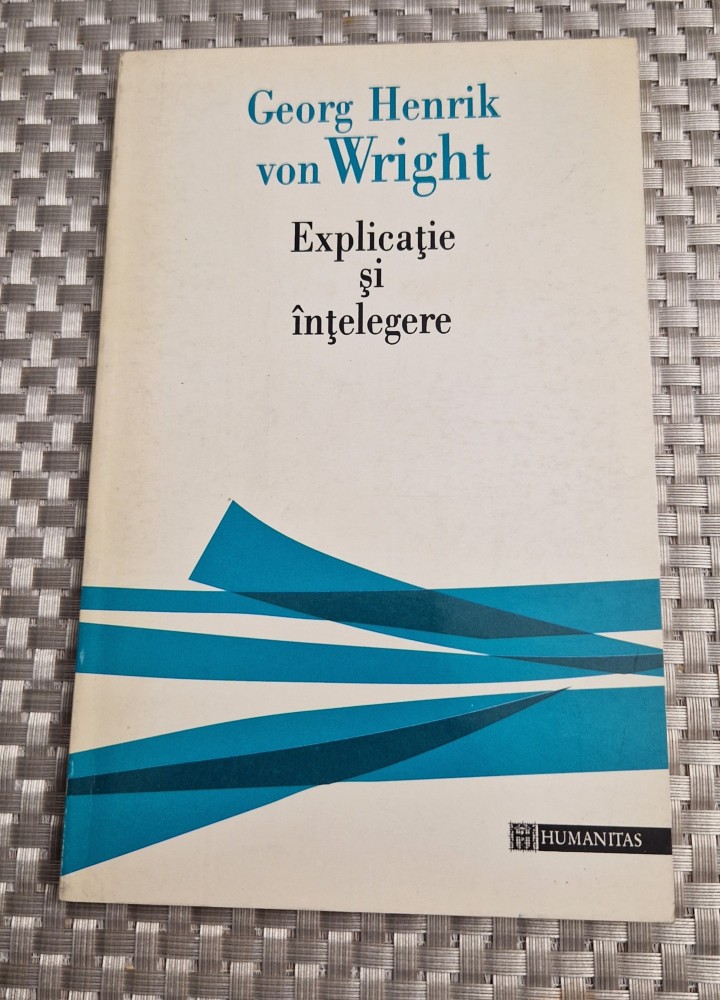 Georg Henrik
von Wright
Explicaţie
şi
înţelegere
HUMANITAS